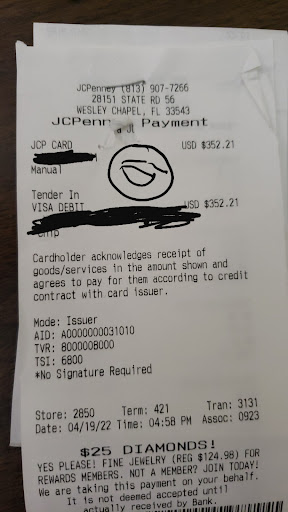 JCPenney (813) 907-7266
28151 STATE RD 56
WESLEY CHAPEL, FL 33543
Payment
JCP CARD USD $352.21
Manual
Tender In
VISA DEBIT USD $352.21
Chip
Cardholder acknowledges receipt of
goods/services in the amount shown and
agrees to pay for them according to credit
contract with card issuer.
Mode: Issuer
AID: A0000000031010
TVR: 8000008000
TSI: 6800
*No Signature Required
Store: 2850 Term: 421 Tran: 3131
Date: 04/19/22 Time: 04:58 PM Assoc: 0923
$25 DIAMONDS!
YES PLEASE! FINE JEWELRY (REG $124.98) FOR
REWARDS MEMBERS. NOT A MEMBER? JOIN TODAY!
We are taking this payment on your behalf.
It is not deemed accepted until
actually received by Bank.